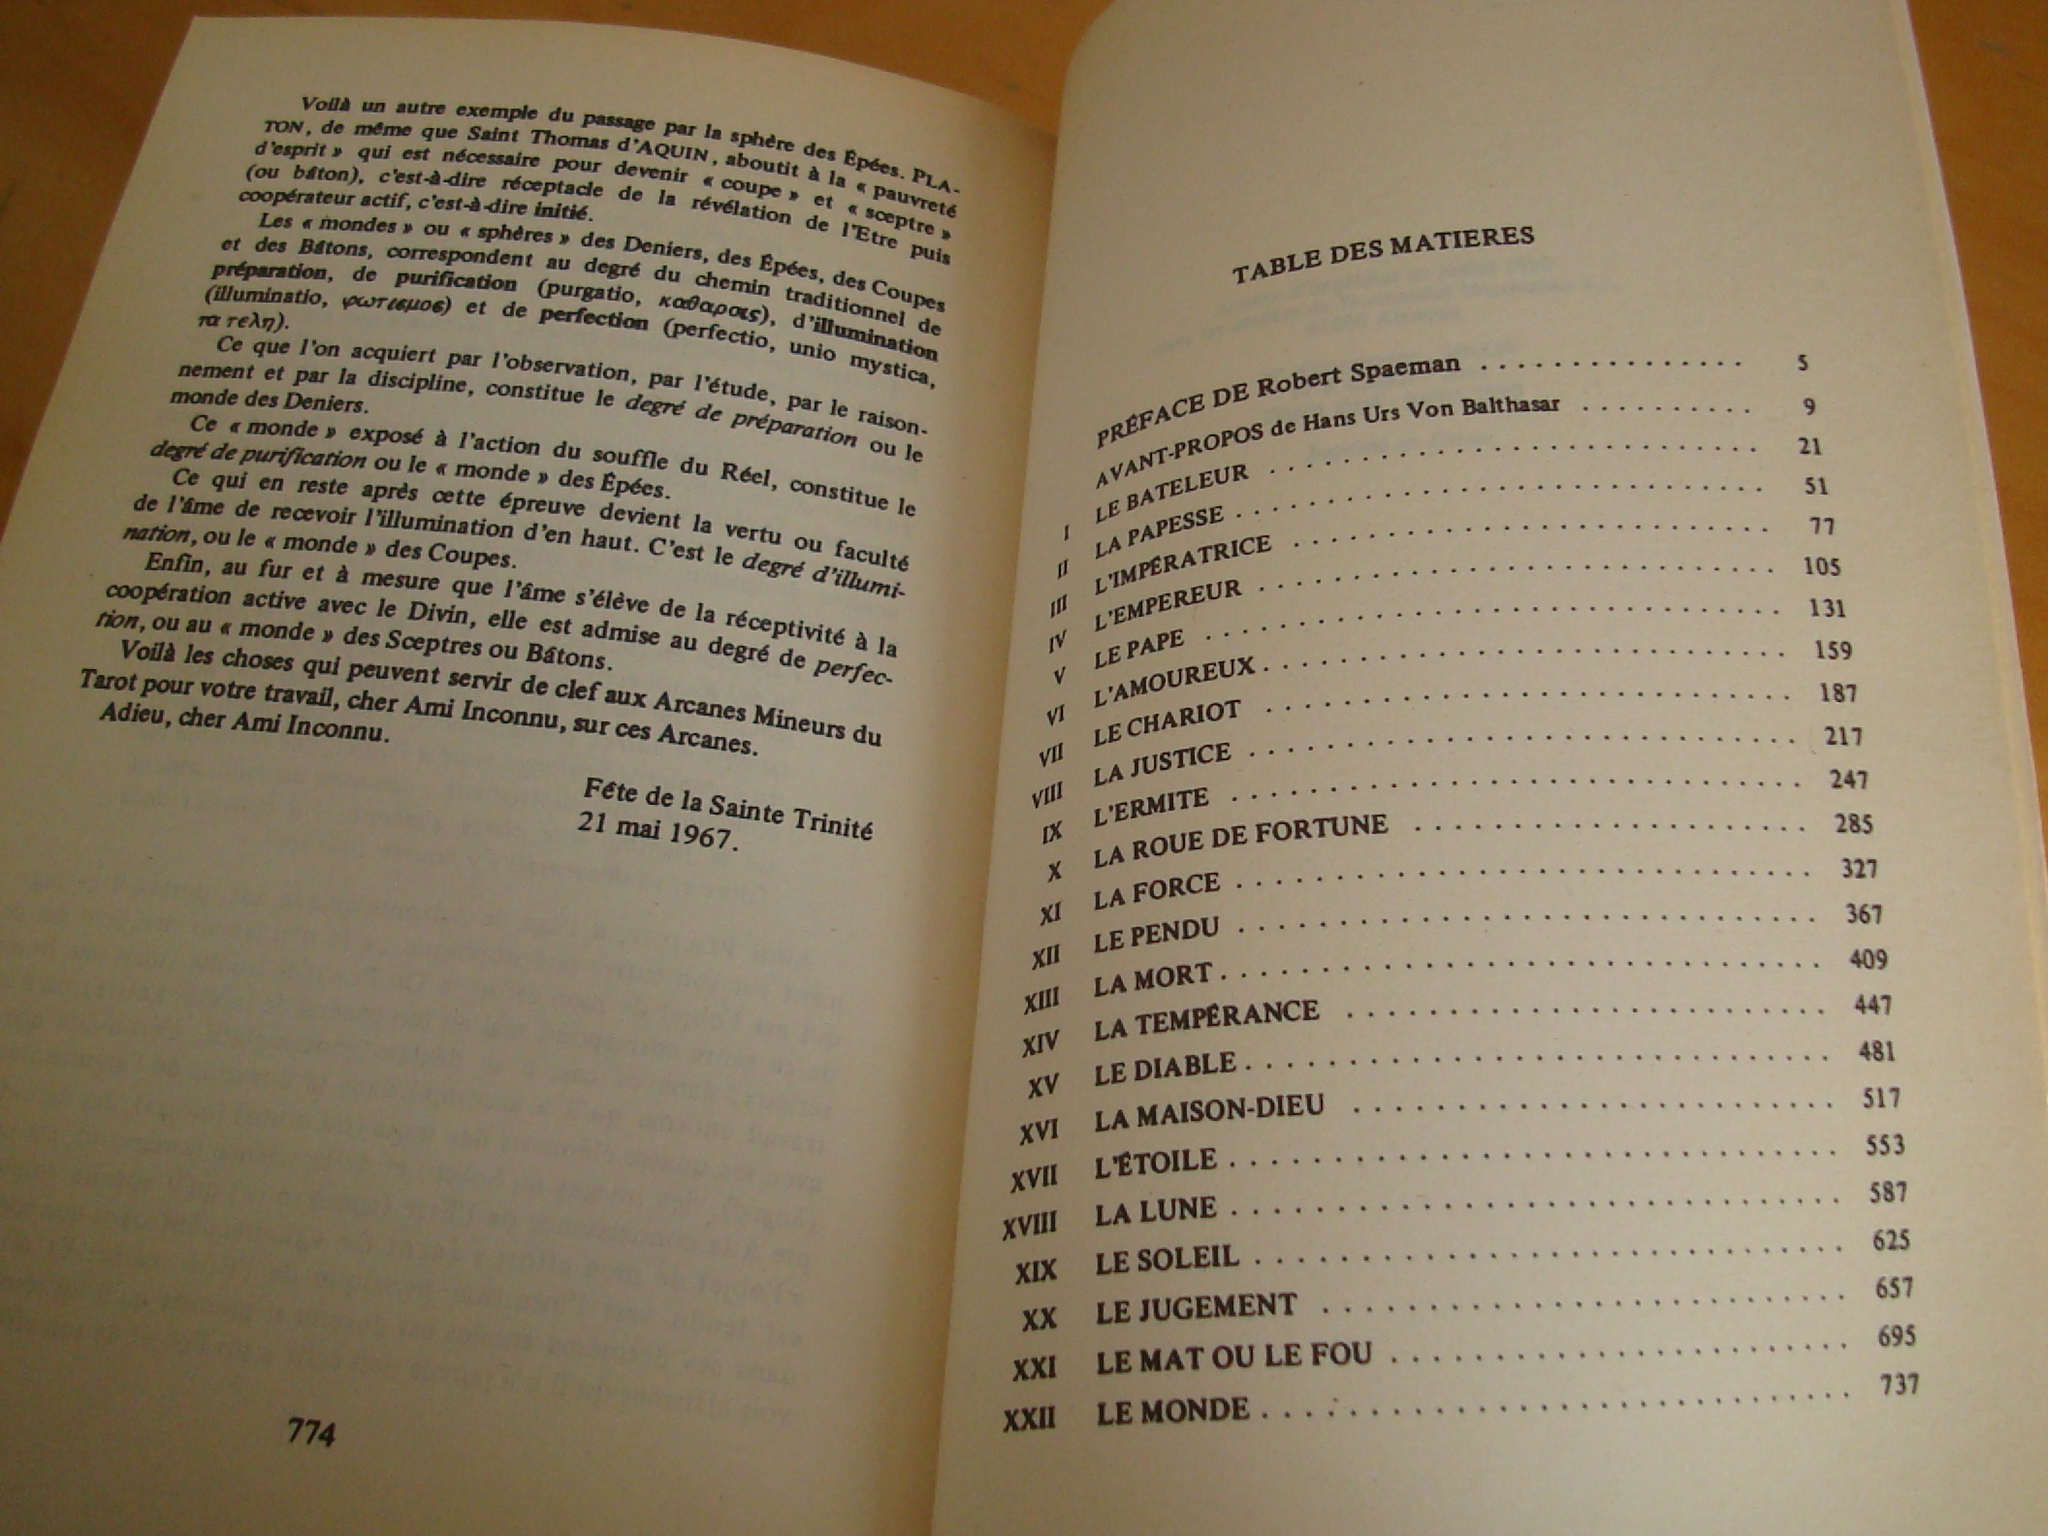 Voilà un autre exemple du passage par la sphère des Épées. PLA-
TON, de même que Saint Thomas d'AQUIN, aboutit à la « pauvreté
d'esprit » qui est nécessaire pour devenir « coupe » et « sceptre »
(ou bâton), c'est-à-dire réceptacle de la révélation de l'Etre puis
coopérateur actif, c'est-à-dire initié.
Les « mondes » ou « sphères » des Deniers, des Épées, des Coupes
et des Bâtons, correspondent au degré du chemin traditionnel de
préparation, de purification (purgatio, καθαροις), d'illumination
(illuminatio, φωτισμος) et de perfection (perfectio, unio mystica,
τα τελη).
Ce que l'on acquiert par l'observation, par l'étude, par le raison-
nement et par la discipline, constitue le degré de préparation ou le
monde des Deniers.
Ce « monde » exposé à l'action du souffle du Réel, constitue le
degré de purification ou le « monde » des Épées.
Ce qui en reste après cette épreuve devient la vertu ou faculté
de l'âme de recevoir l'illumination d'en haut. C'est le degré d'illumi-
nation, ou le « monde » des Coupes.
Enfin, au fur et à mesure que l'âme s'élève de la réceptivité à la
coopération active avec le Divin, elle est admise au degré de perfec-
tion, ou au « monde » des Sceptres ou Bâtons.
Voilà les choses qui peuvent servir de clef aux Arcanes Mineurs du
Tarot pour votre travail, cher Ami Inconnu, sur ces Arcanes.
Adieu, cher Ami Inconnu.
Fête de la Sainte Trinité
21 mai 1967.
774
TABLE DES MATIERES
PRÉFACE DE Robert Spaeman . . . . . . . . . . . . . . . 5
AVANT-PROPOS de Hans Urs Von Balthasar . . . . . . . . . . 9
I LE BATELEUR . . . . . . . . . . . . . . . . . . . . 21
II LA PAPESSE . . . . . . . . . . . . . . . . . . . . 51
III L'IMPÉRATRICE . . . . . . . . . . . . . . . . . . . . 77
IV L'EMPEREUR . . . . . . . . . . . . . . . . . . . . 105
V LE PAPE . . . . . . . . . . . . . . . . . . . . 131
VI L'AMOUREUX . . . . . . . . . . . . . . . . . . . . 159
VII LE CHARIOT . . . . . . . . . . . . . . . . . . . . 187
VIII LA JUSTICE . . . . . . . . . . . . . . . . . . . . 217
IX L'ERMITE . . . . . . . . . . . . . . . . . . . . 247
X LA ROUE DE FORTUNE . . . . . . . . . . . . . . . 285
XI LA FORCE . . . . . . . . . . . . . . . . . . . . 327
XII LE PENDU . . . . . . . . . . . . . . . . . . . . 367
XIII LA MORT . . . . . . . . . . . . . . . . . . . . 409
XIV LA TEMPÊRANCE . . . . . . . . . . . . . . . . . . 447
XV LE DIABLE . . . . . . . . . . . . . . . . . . . . 481
XVI LA MAISON-DIEU . . . . . . . . . . . . . . . . . . 517
XVII L'ÉTOILE . . . . . . . . . . . . . . . . . . . . 553
XVIII LA LUNE . . . . . . . . . . . . . . . . . . . . 587
XIX LE SOLEIL . . . . . . . . . . . . . . . . . . . . 625
XX LE JUGEMENT . . . . . . . . . . . . . . . . . . . . 657
XXI LE MAT OU LE FOU . . . . . . . . . . . . . . . . . . 695
XXII LE MONDE . . . . . . . . . . . . . . . . . . . . 737